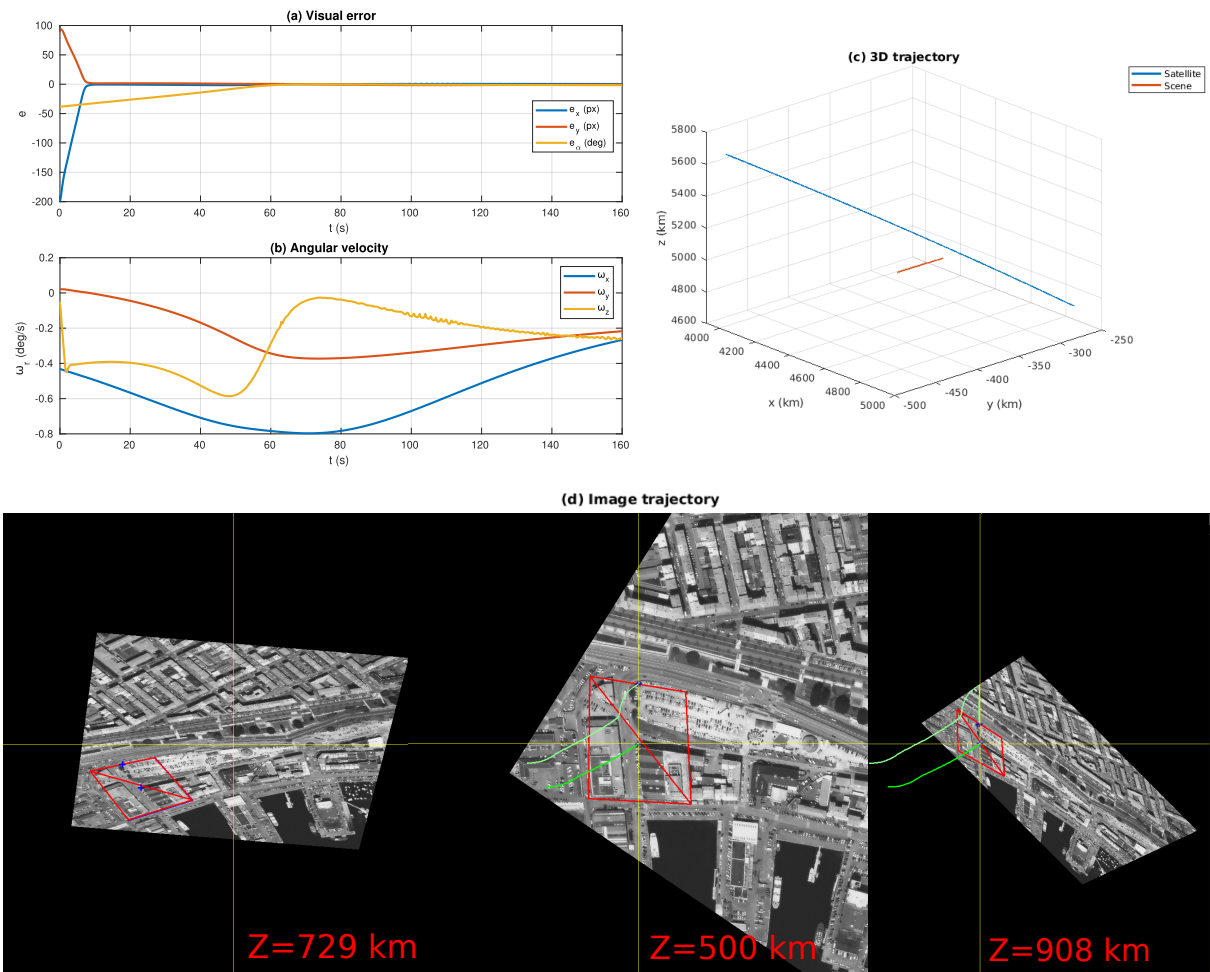 (a) Visual error
100
50
0
-50
-100
-150
-200
e
0 20 40 60 80 100 120 140 160
t (s)
e_x (px)
e_y (px)
e_α (deg)
(b) Angular velocity
0.2
0
-0.2
-0.4
-0.6
-0.8
ω_r (deg/s)
0 20 40 60 80 100 120 140 160
t (s)
ω_x
ω_y
ω_z
(c) 3D trajectory
Satellite
Scene
5800
5600
5400
5200
5000
4800
4600
z (km)
4000
4200
4400
4600
4800
5000
x (km)
-500
-450
-400
-350
-300
-250
y (km)
(d) Image trajectory
Z=729 km
Z=500 km
Z=908 km